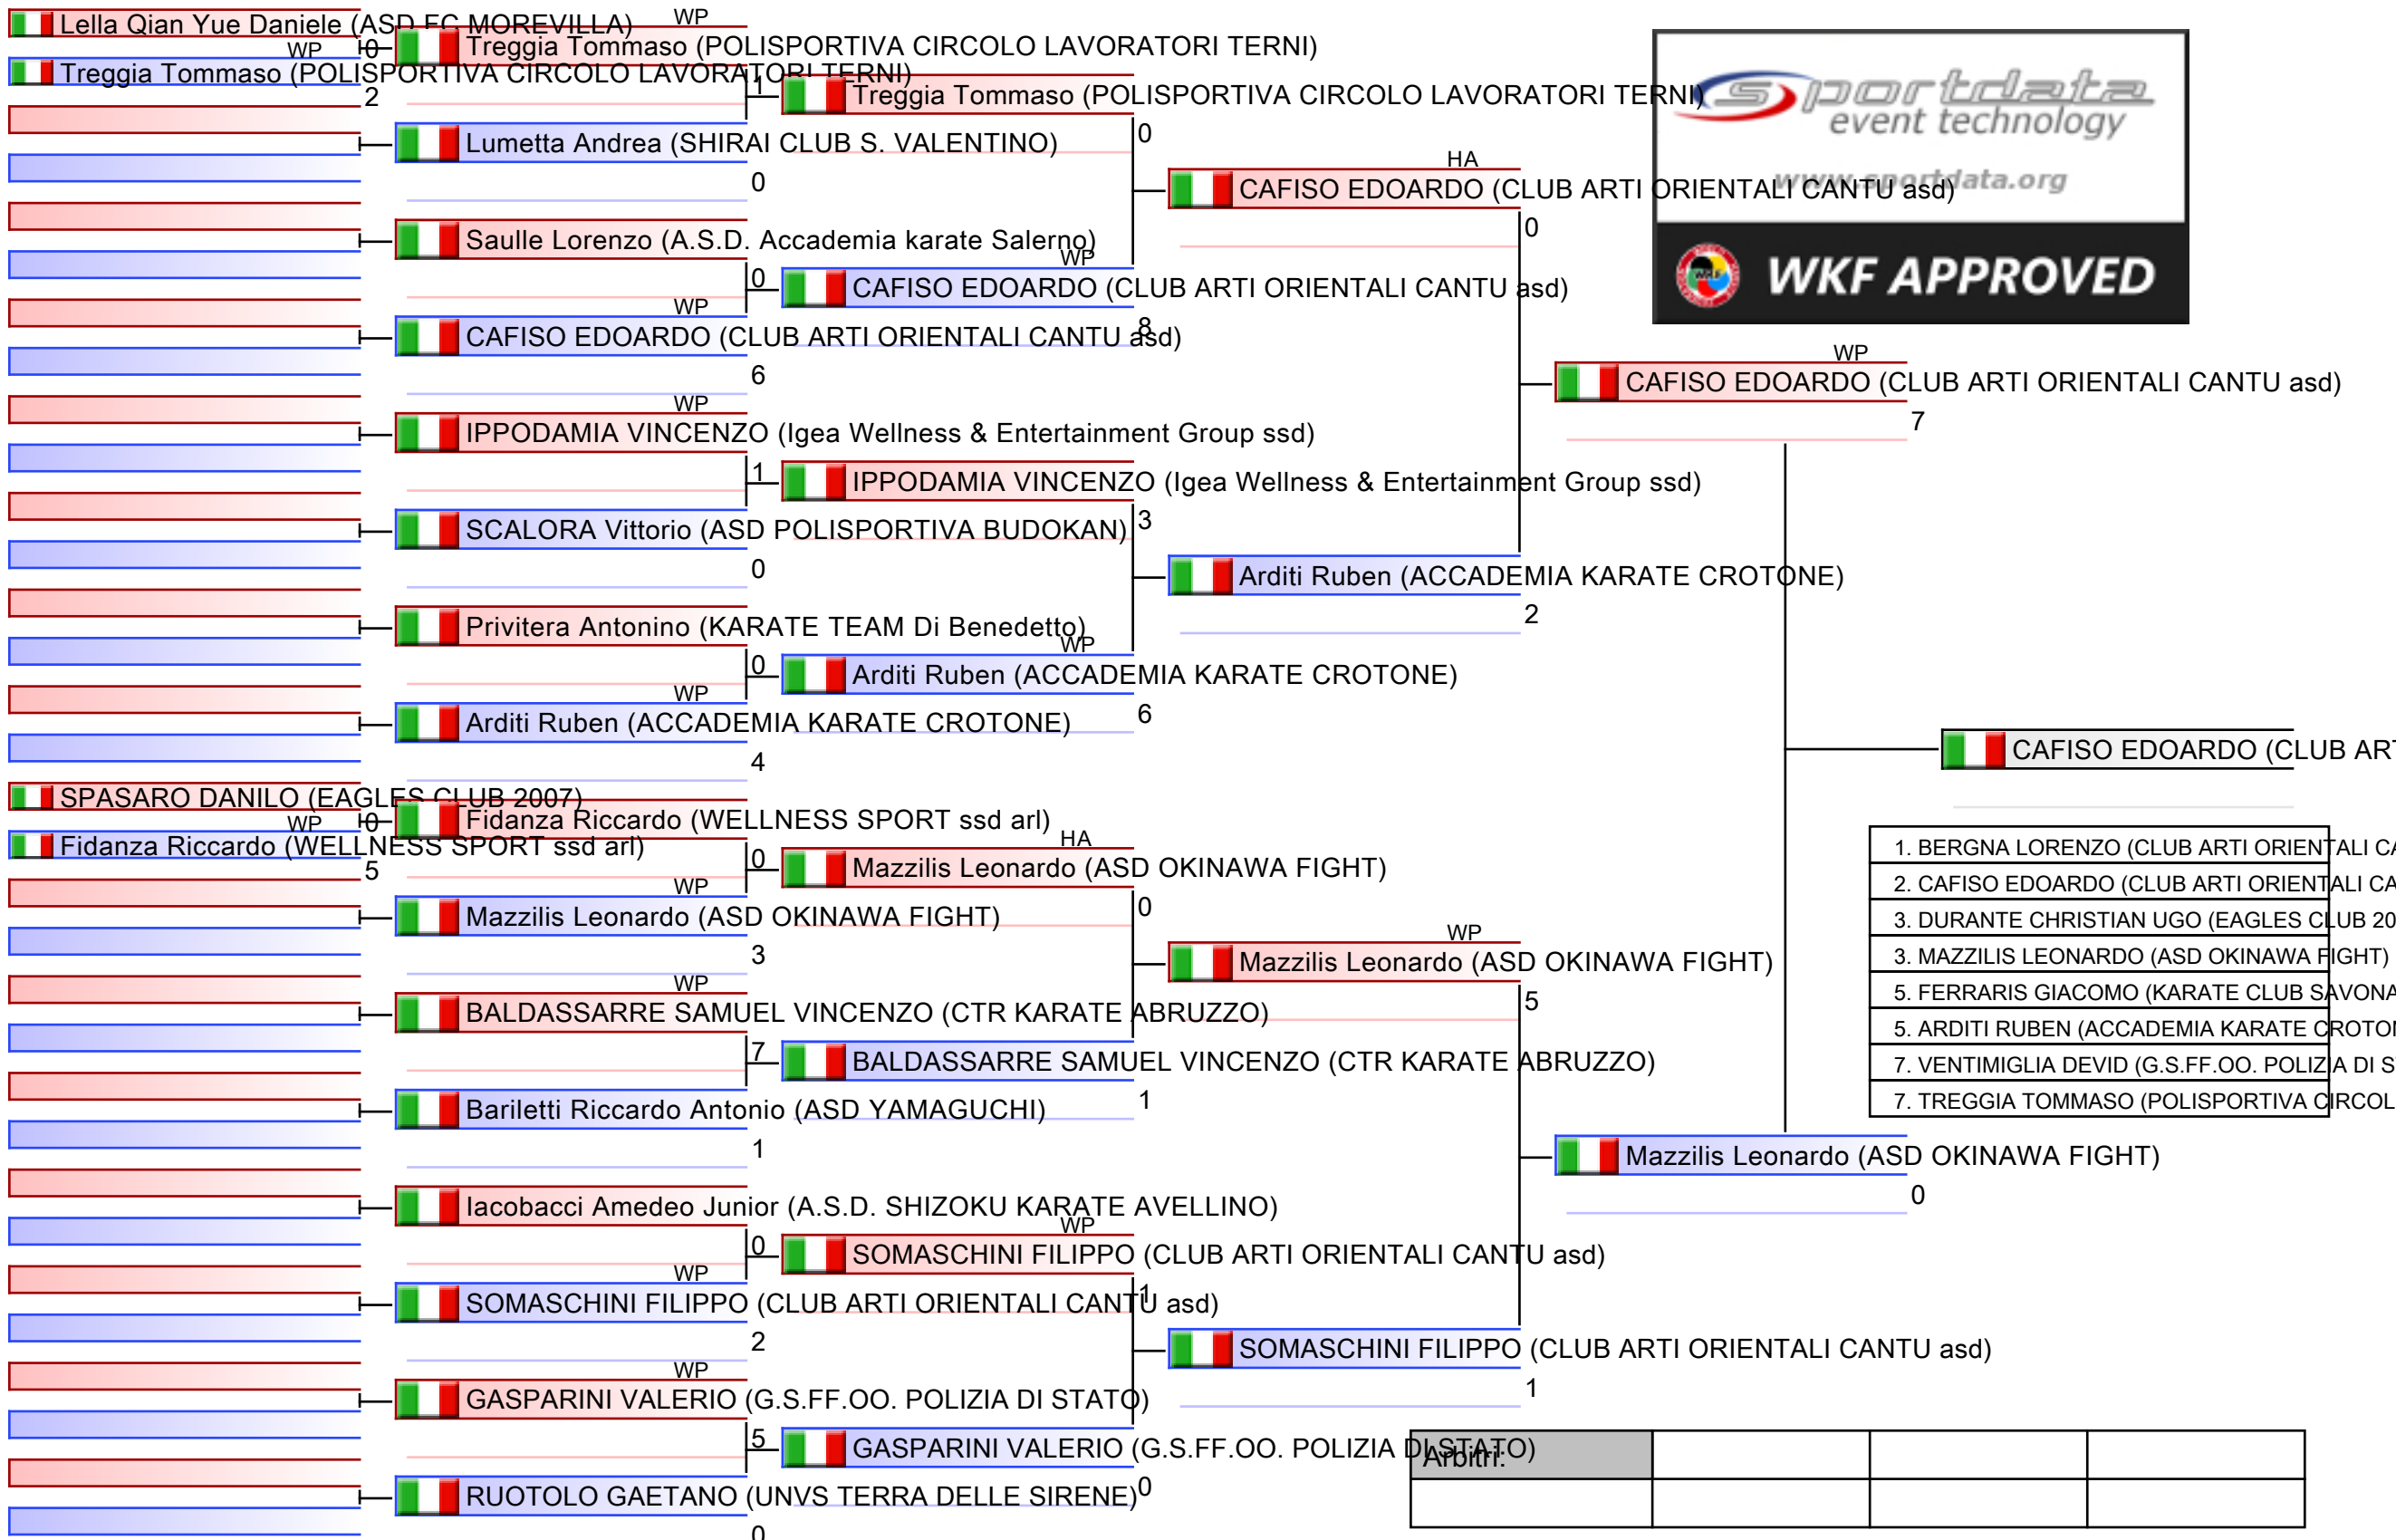 Lella Qian Yue Daniele (ASD FC MOREVILLA)
0
WP
Treggia Tommaso (POLISPORTIVA CIRCOLO LAVORATORI TERNI)
2
SPASARO DANILO (EAGLES CLUB 2007)
0
WP
Fidanza Riccardo (WELLNESS SPORT ssd arl)
5
WP
Treggia Tommaso (POLISPORTIVA CIRCOLO LAVORATORI TERNI)
1
Lumetta Andrea (SHIRAI CLUB S. VALENTINO)
0
Saulle Lorenzo (A.S.D. Accademia karate Salerno)
0
WP
CAFISO EDOARDO (CLUB ARTI ORIENTALI CANTU asd)
6
WP
IPPODAMIA VINCENZO (Igea Wellness & Entertainment Group ssd)
1
SCALORA Vittorio (ASD POLISPORTIVA BUDOKAN)
0
Privitera Antonino (KARATE TEAM Di Benedetto)
0
WP
Arditi Ruben (ACCADEMIA KARATE CROTONE)
4
Fidanza Riccardo (WELLNESS SPORT ssd arl)
0
WP
Mazzilis Leonardo (ASD OKINAWA FIGHT)
3
WP
BALDASSARRE SAMUEL VINCENZO (CTR KARATE ABRUZZO)
7
Bariletti Riccardo Antonio (ASD YAMAGUCHI)
1
Iacobacci Amedeo Junior (A.S.D. SHIZOKU KARATE AVELLINO)
0
WP
SOMASCHINI FILIPPO (CLUB ARTI ORIENTALI CANTU asd)
2
WP
GASPARINI VALERIO (G.S.FF.OO. POLIZIA DI STATO)
5
RUOTOLO GAETANO (UNVS TERRA DELLE SIRENE)
0
Treggia Tommaso (POLISPORTIVA CIRCOLO LAVORATORI TERNI)
0
WP
CAFISO EDOARDO (CLUB ARTI ORIENTALI CANTU asd)
8
IPPODAMIA VINCENZO (Igea Wellness & Entertainment Group ssd)
3
WP
Arditi Ruben (ACCADEMIA KARATE CROTONE)
6
HA
Mazzilis Leonardo (ASD OKINAWA FIGHT)
0
BALDASSARRE SAMUEL VINCENZO (CTR KARATE ABRUZZO)
1
WP
SOMASCHINI FILIPPO (CLUB ARTI ORIENTALI CANTU asd)
1
GASPARINI VALERIO (G.S.FF.OO. POLIZIA DI STATO)
0
HA
CAFISO EDOARDO (CLUB ARTI ORIENTALI CANTU asd)
0
Arditi Ruben (ACCADEMIA KARATE CROTONE)
2
WP
Mazzilis Leonardo (ASD OKINAWA FIGHT)
5
SOMASCHINI FILIPPO (CLUB ARTI ORIENTALI CANTU asd)
1
sportdata
event technology
www.sportdata.org
WKF APPROVED
WP
CAFISO EDOARDO (CLUB ARTI ORIENTALI CANTU asd)
7
Mazzilis Leonardo (ASD OKINAWA FIGHT)
0
CAFISO EDOARDO (CLUB ART
1. BERGNA LORENZO (CLUB ARTI ORIENTALI CA
2. CAFISO EDOARDO (CLUB ARTI ORIENTALI CA
3. DURANTE CHRISTIAN UGO (EAGLES CLUB 20
3. MAZZILIS LEONARDO (ASD OKINAWA FIGHT)
5. FERRARIS GIACOMO (KARATE CLUB SAVONA
5. ARDITI RUBEN (ACCADEMIA KARATE CROTON
7. VENTIMIGLIA DEVID (G.S.FF.OO. POLIZIA DI S
7. TREGGIA TOMMASO (POLISPORTIVA CIRCOL
Arbitri: